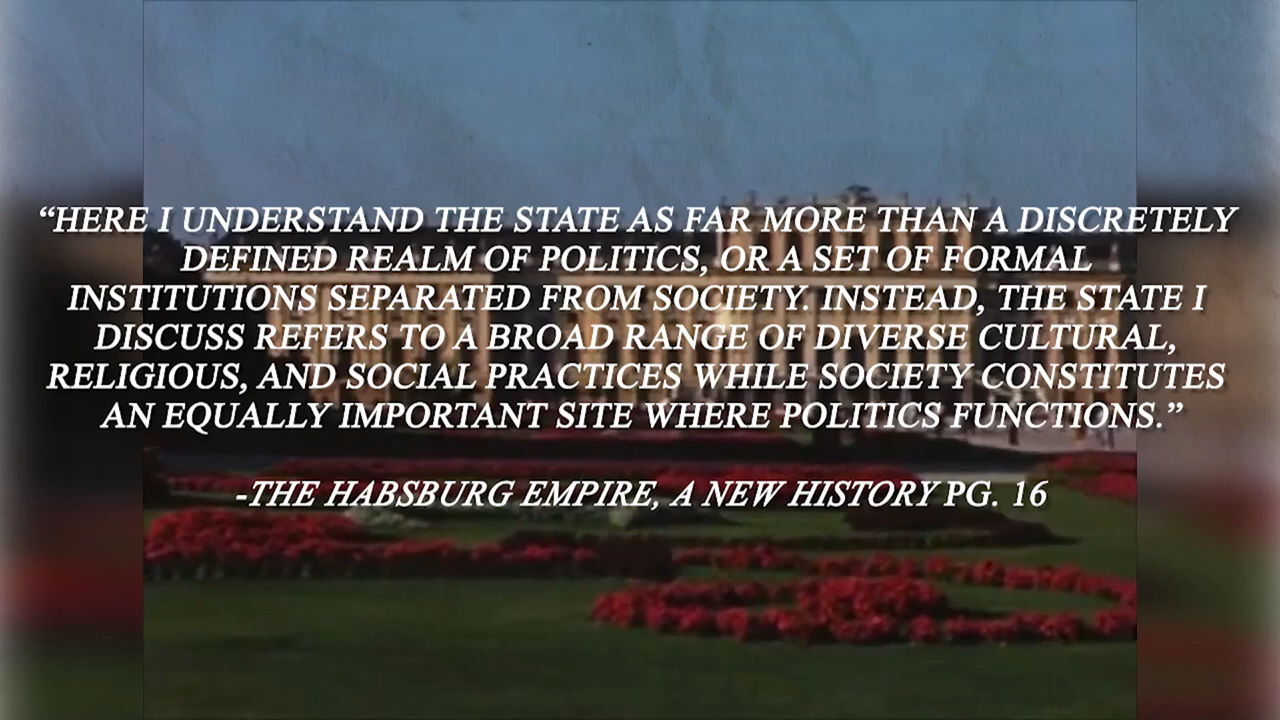 “HERE I UNDERSTAND THE STATE AS FAR MORE THAN A DISCRETELY
DEFINED REALM OF POLITICS, OR A SET OF FORMAL
INSTITUTIONS SEPARATED FROM SOCIETY. INSTEAD, THE STATE I
DISCUSS REFERS TO A BROAD RANGE OF DIVERSE CULTURAL,
RELIGIOUS, AND SOCIAL PRACTICES WHILE SOCIETY CONSTITUTES
AN EQUALLY IMPORTANT SITE WHERE POLITICS FUNCTIONS.”
-THE HABSBURG EMPIRE, A NEW HISTORY PG. 16